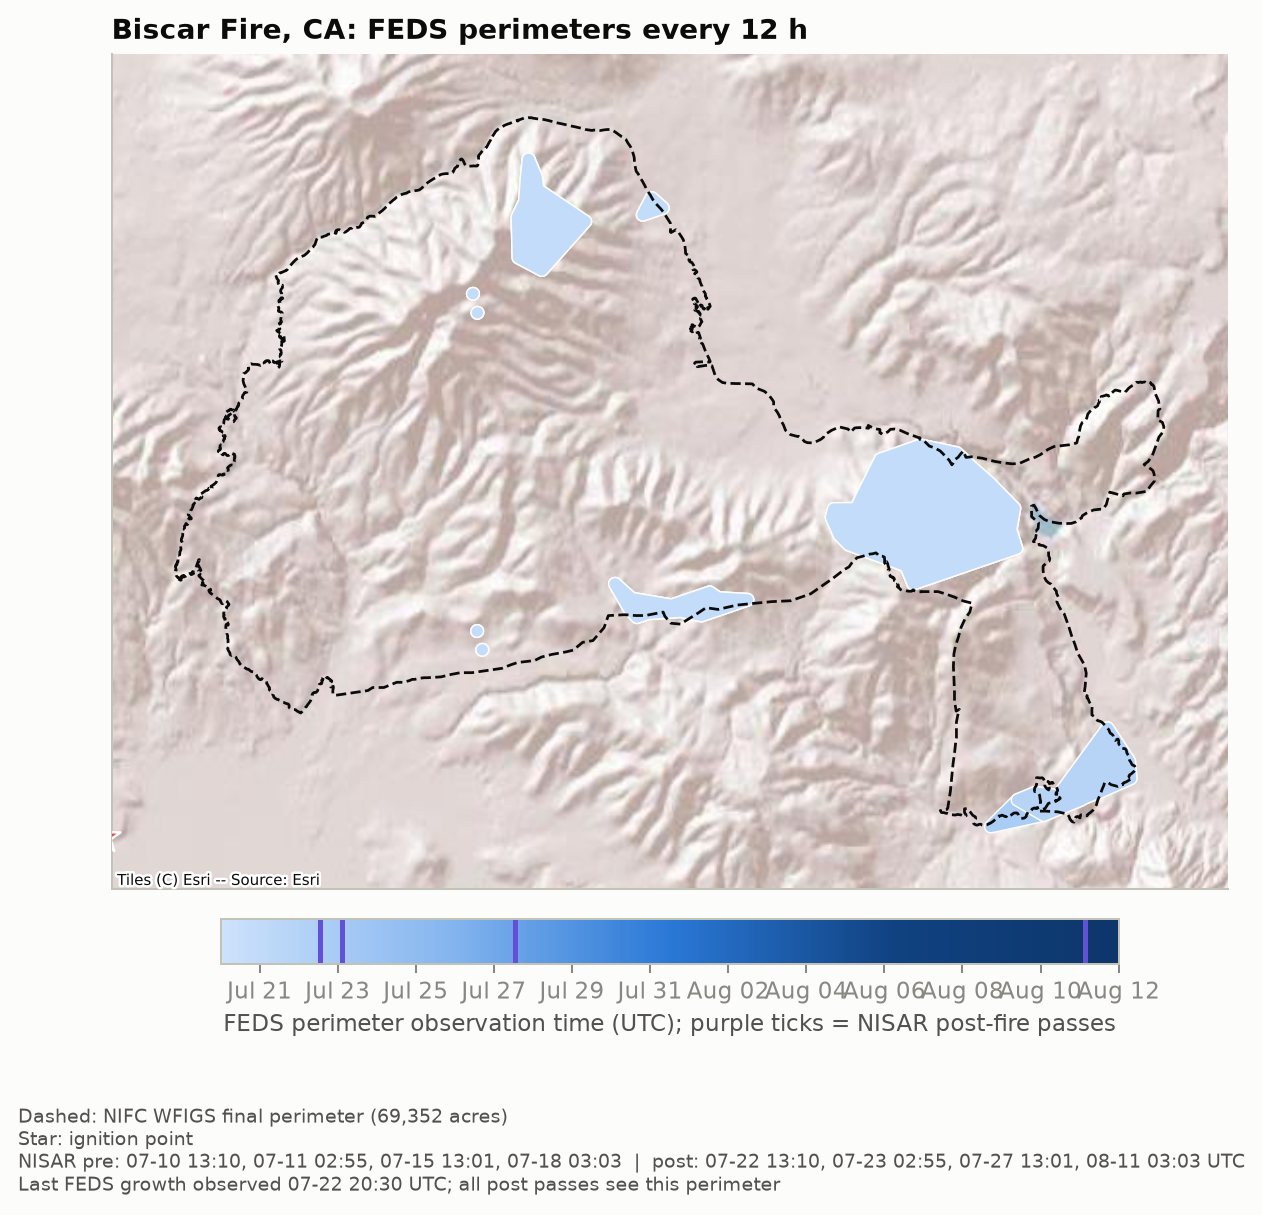 Biscar Fire, CA: FEDS perimeters every 12 h
Tiles (C) Esri -- Source: Esri
Jul 21 Jul 23 Jul 25 Jul 27 Jul 29 Jul 31 Aug 02 Aug 04 Aug 06 Aug 08 Aug 10 Aug 12
FEDS perimeter observation time (UTC); purple ticks = NISAR post-fire passes
Dashed: NIFC WFIGS final perimeter (69,352 acres)
Star: ignition point
NISAR pre: 07-10 13:10, 07-11 02:55, 07-15 13:01, 07-18 03:03 | post: 07-22 13:10, 07-23 02:55, 07-27 13:01, 08-11 03:03 UTC
Last FEDS growth observed 07-22 20:30 UTC; all post passes see this perimeter